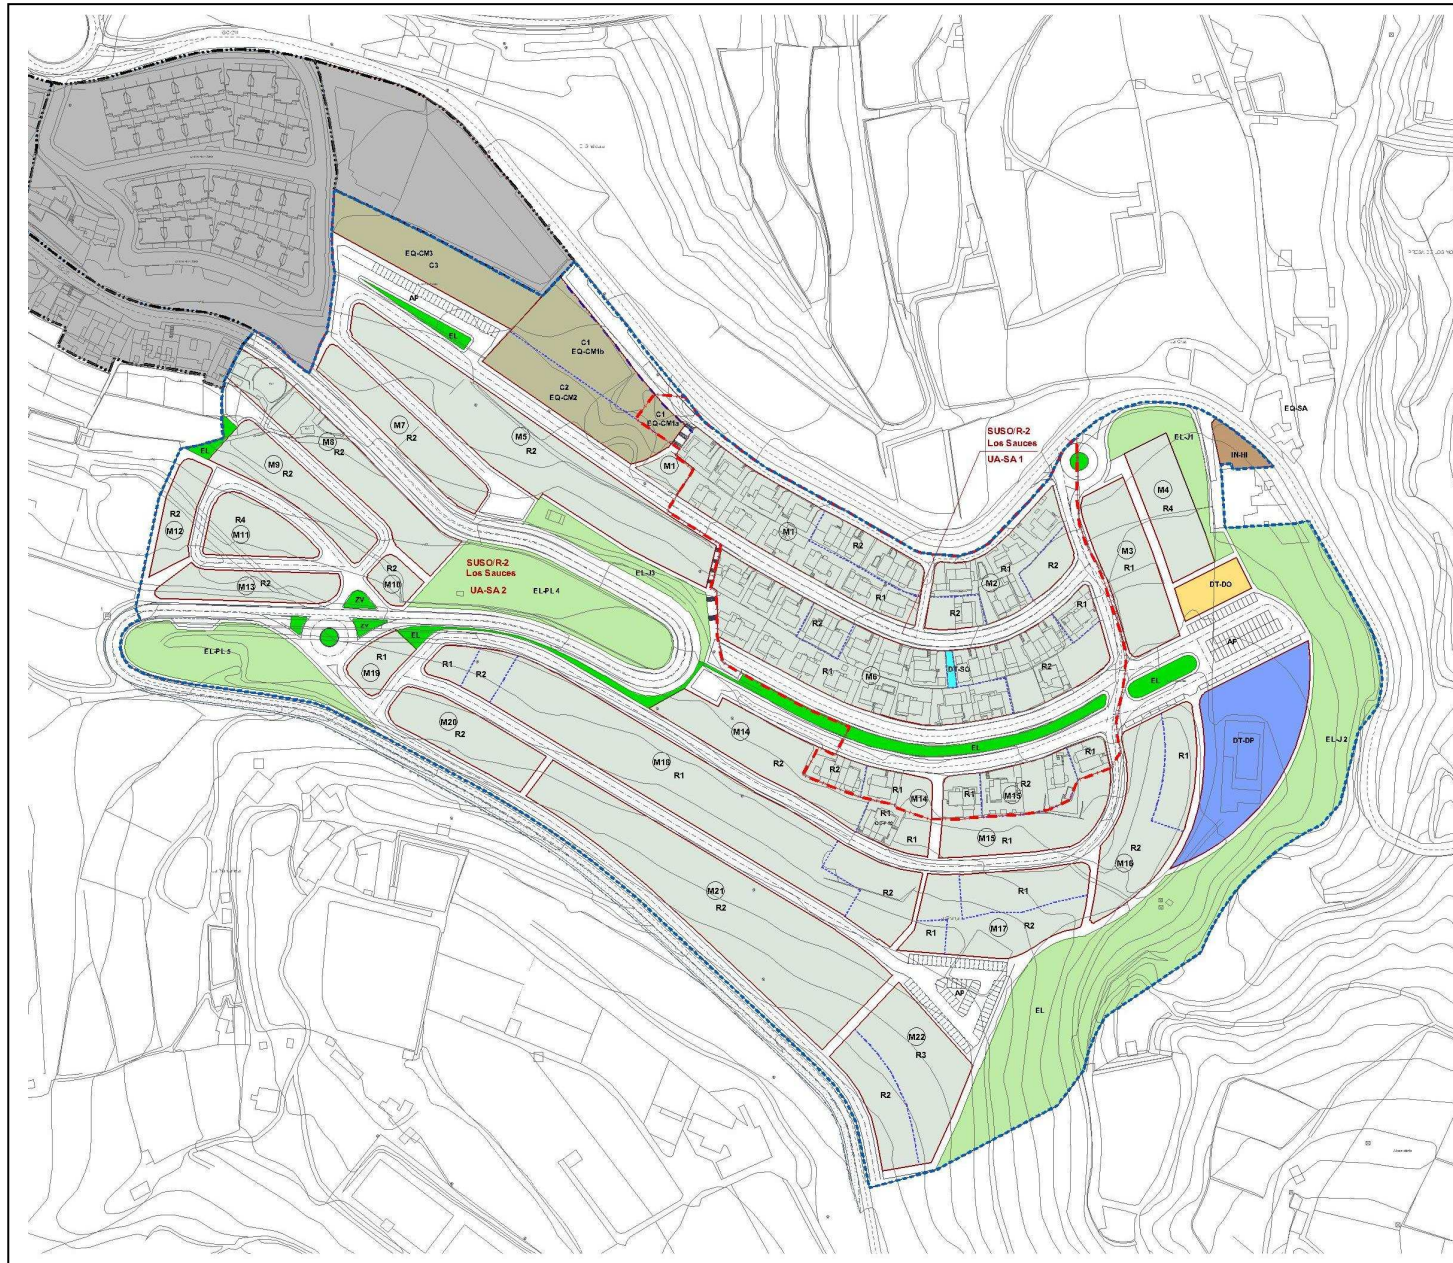 EQ-CM3
C3
AP
EL
C1
EQ-CM1b
C2
EQ-CM2
C1
EQ-CM1a
SUSO/R-2
Los Sauces
UA-SA 1
EQ-SA
EL-J1
IN-HI
M8
R2
M7
R2
M5
R2
M1
M9
R2
EL
M1
R2
R1
M2
R1
R2
R2
M4
R4
M3
R1
R2
M12
R4
M11
M13
R2
R2
M10
SUSO/R-2
Los Sauces
UA-SA 2
EL-PL 4
EL-J3
R2
R1
M6
DT-SO
R2
R1
DT-DO
AP
EL
ZV
ZV
EL
EL-PL 5
R1
M19
R1
R2
M20
R2
M18
R1
M14
R2
EL
DT-DP
EL-J 2
R1
R2
R1
M14
R1
R1
R1
R2
M15
R1
M15
R1
R2
M16
M21
R2
R2
R1
R1
M17
R2
AP
EL
M22
R3
R2